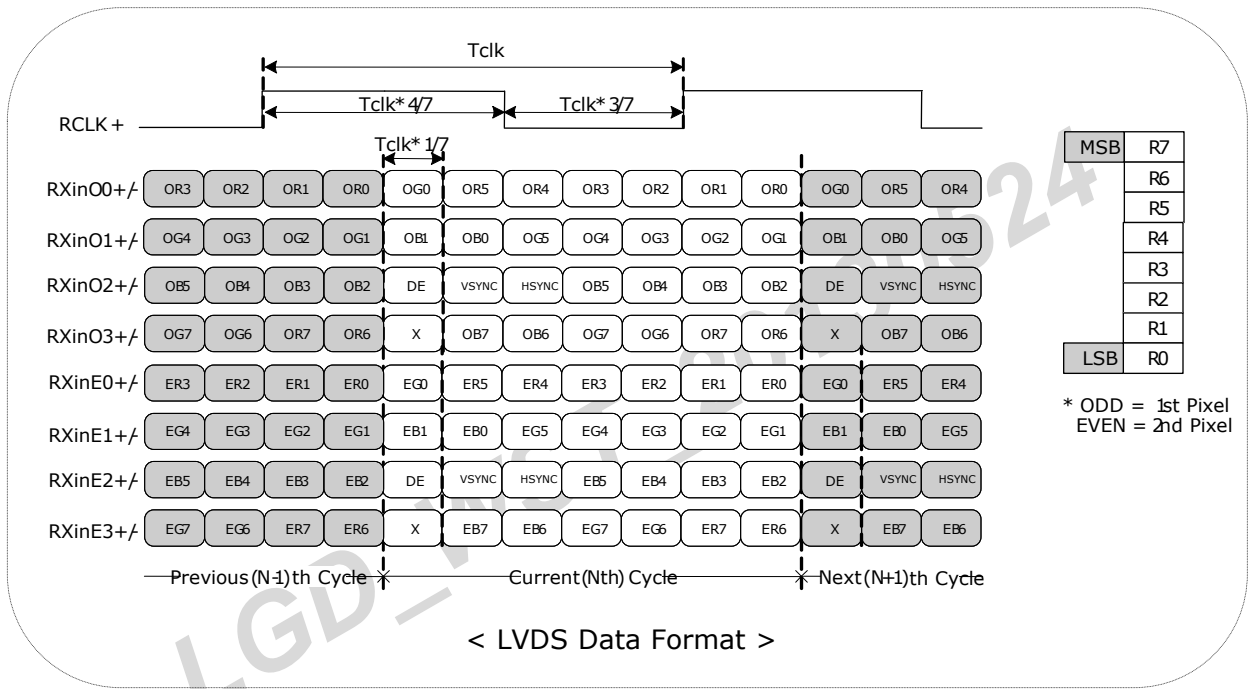 Tclk
Tclk* 4/7 Tclk* 3/7
RCLK +
Tclk* 1/7
MSB R7
R6
R5
R4
R3
R2
R1
LSB R0
* ODD = 1st Pixel
EVEN = 2nd Pixel
RXinO0+/- OR3 OR2 OR1 OR0 OG0 OR5 OR4 OR3 OR2 OR1 OR0 OG0 OR5 OR4
RXinO1+/- OG4 OG3 OG2 OG1 OB1 OB0 OG5 OG4 OG3 OG2 OG1 OB1 OB0 OG5
RXinO2+/- OB5 OB4 OB3 OB2 DE VSYNC HSYNC OB5 OB4 OB3 OB2 DE VSYNC HSYNC
RXinO3+/- OG7 OG6 OR7 OR6 X OB7 OB6 OG7 OG6 OR7 OR6 X OB7 OB6
RXinE0+/- ER3 ER2 ER1 ER0 EG0 ER5 ER4 ER3 ER2 ER1 ER0 EG0 ER5 ER4
RXinE1+/- EG4 EG3 EG2 EG1 EB1 EB0 EG5 EG4 EG3 EG2 EG1 EB1 EB0 EG5
RXinE2+/- EB5 EB4 EB3 EB2 DE VSYNC HSYNC EB5 EB4 EB3 EB2 DE VSYNC HSYNC
RXinE3+/- EG7 EG6 ER7 ER6 X EB7 EB6 EG7 EG6 ER7 ER6 X EB7 EB6
Previous(N-1)th Cycle Current(Nth) Cycle Next(N+1)th Cycle
< LVDS Data Format >